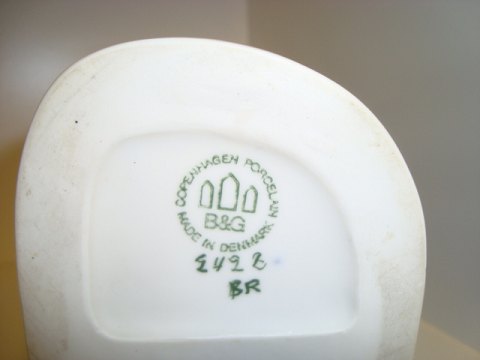 COPENHAGEN PORCELAIN
B&G
MADE IN DENMARK
BR